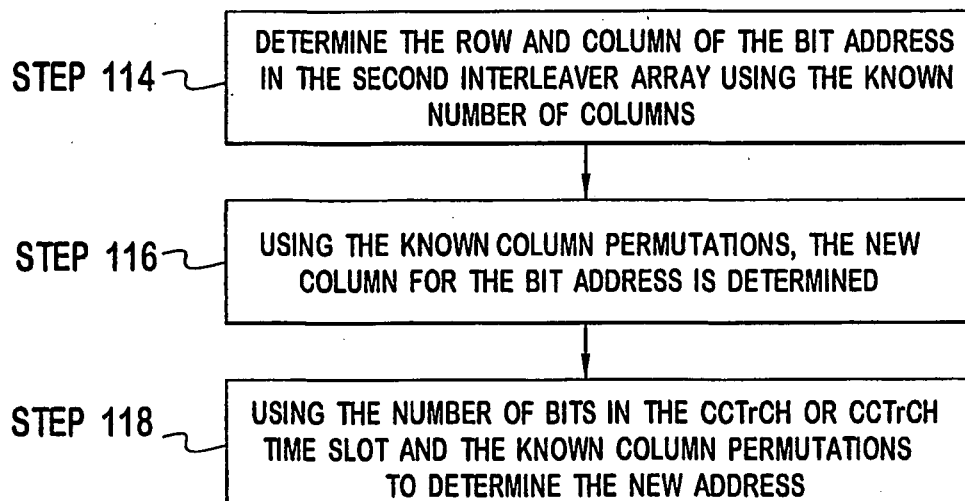 STEP 114
DETERMINE THE ROW AND COLUMN OF THE BIT ADDRESS
IN THE SECOND INTERLEAVER ARRAY USING THE KNOWN
NUMBER OF COLUMNS
STEP 116
USING THE KNOWN COLUMN PERMUTATIONS, THE NEW
COLUMN FOR THE BIT ADDRESS IS DETERMINED
STEP 118
USING THE NUMBER OF BITS IN THE CCTrCH OR CCTrCH
TIME SLOT AND THE KNOWN COLUMN PERMUTATIONS
TO DETERMINE THE NEW ADDRESS